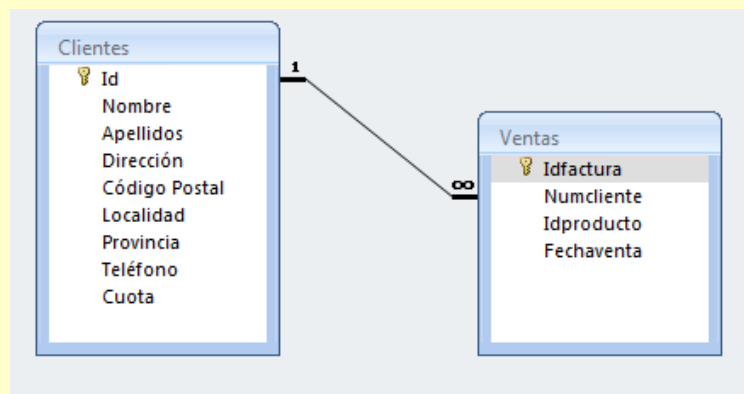 Clientes
Id
Nombre
Apellidos
Dirección
Código Postal
Localidad
Provincia
Teléfono
Cuota
1
∞
Ventas
Idfactura
Numcliente
Idproducto
Fechaventa